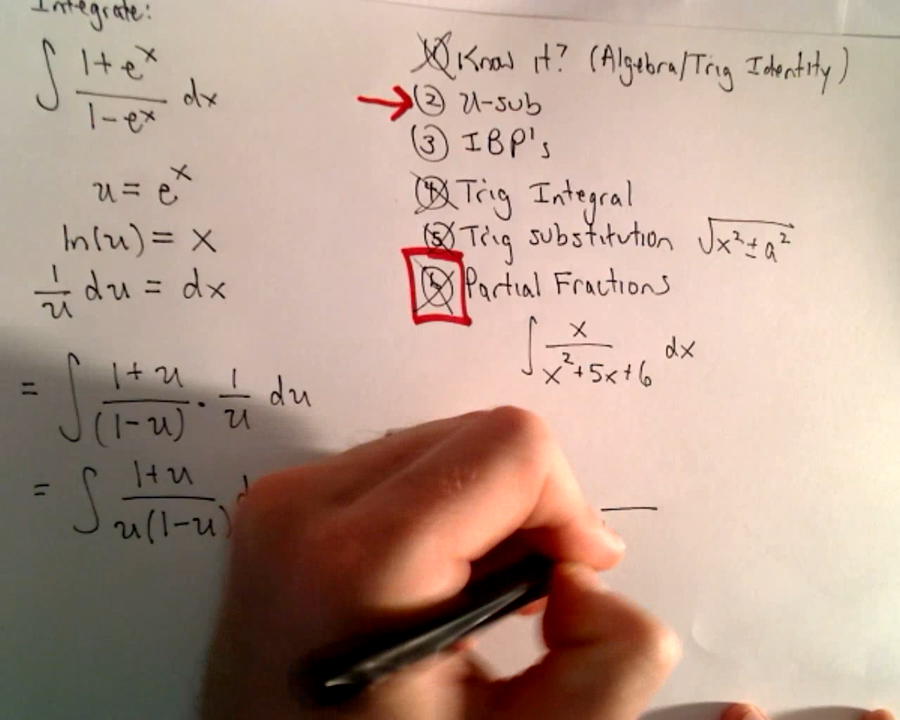 Integrate:
∫ (1+e^x)/(1-e^x) dx
u = e^x
ln(u) = x
1/u du = dx
= ∫ (1+u)/((1-u)) · 1/u du
= ∫ (1+u)/(u(1-u))
(1) Know it? (Algebra/Trig Identity)
→ (2) u-sub
(3) IBP's
(4) Trig Integral
(5) Trig substitution √(x²±a²)
(6) Partial Fractions
∫ x/(x²+5x+6) dx